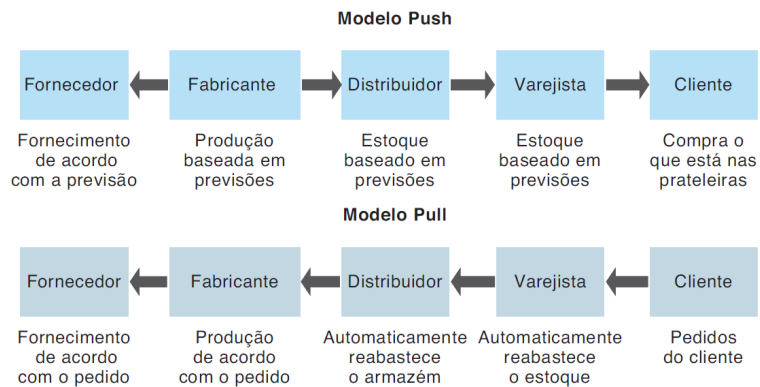 Modelo Push
Fornecedor
Fabricante
Distribuidor
Varejista
Cliente
Fornecimento
de acordo
com a previsão
Produção
baseada em
previsões
Estoque
baseado em
previsões
Estoque
baseado em
previsões
Compra o
que está nas
prateleiras
Modelo Pull
Fornecedor
Fabricante
Distribuidor
Varejista
Cliente
Fornecimento
de acordo
com o pedido
Produção
de acordo
com o pedido
Automaticamente
reabastece
o armazém
Automaticamente
reabastece
o estoque
Pedidos
do cliente